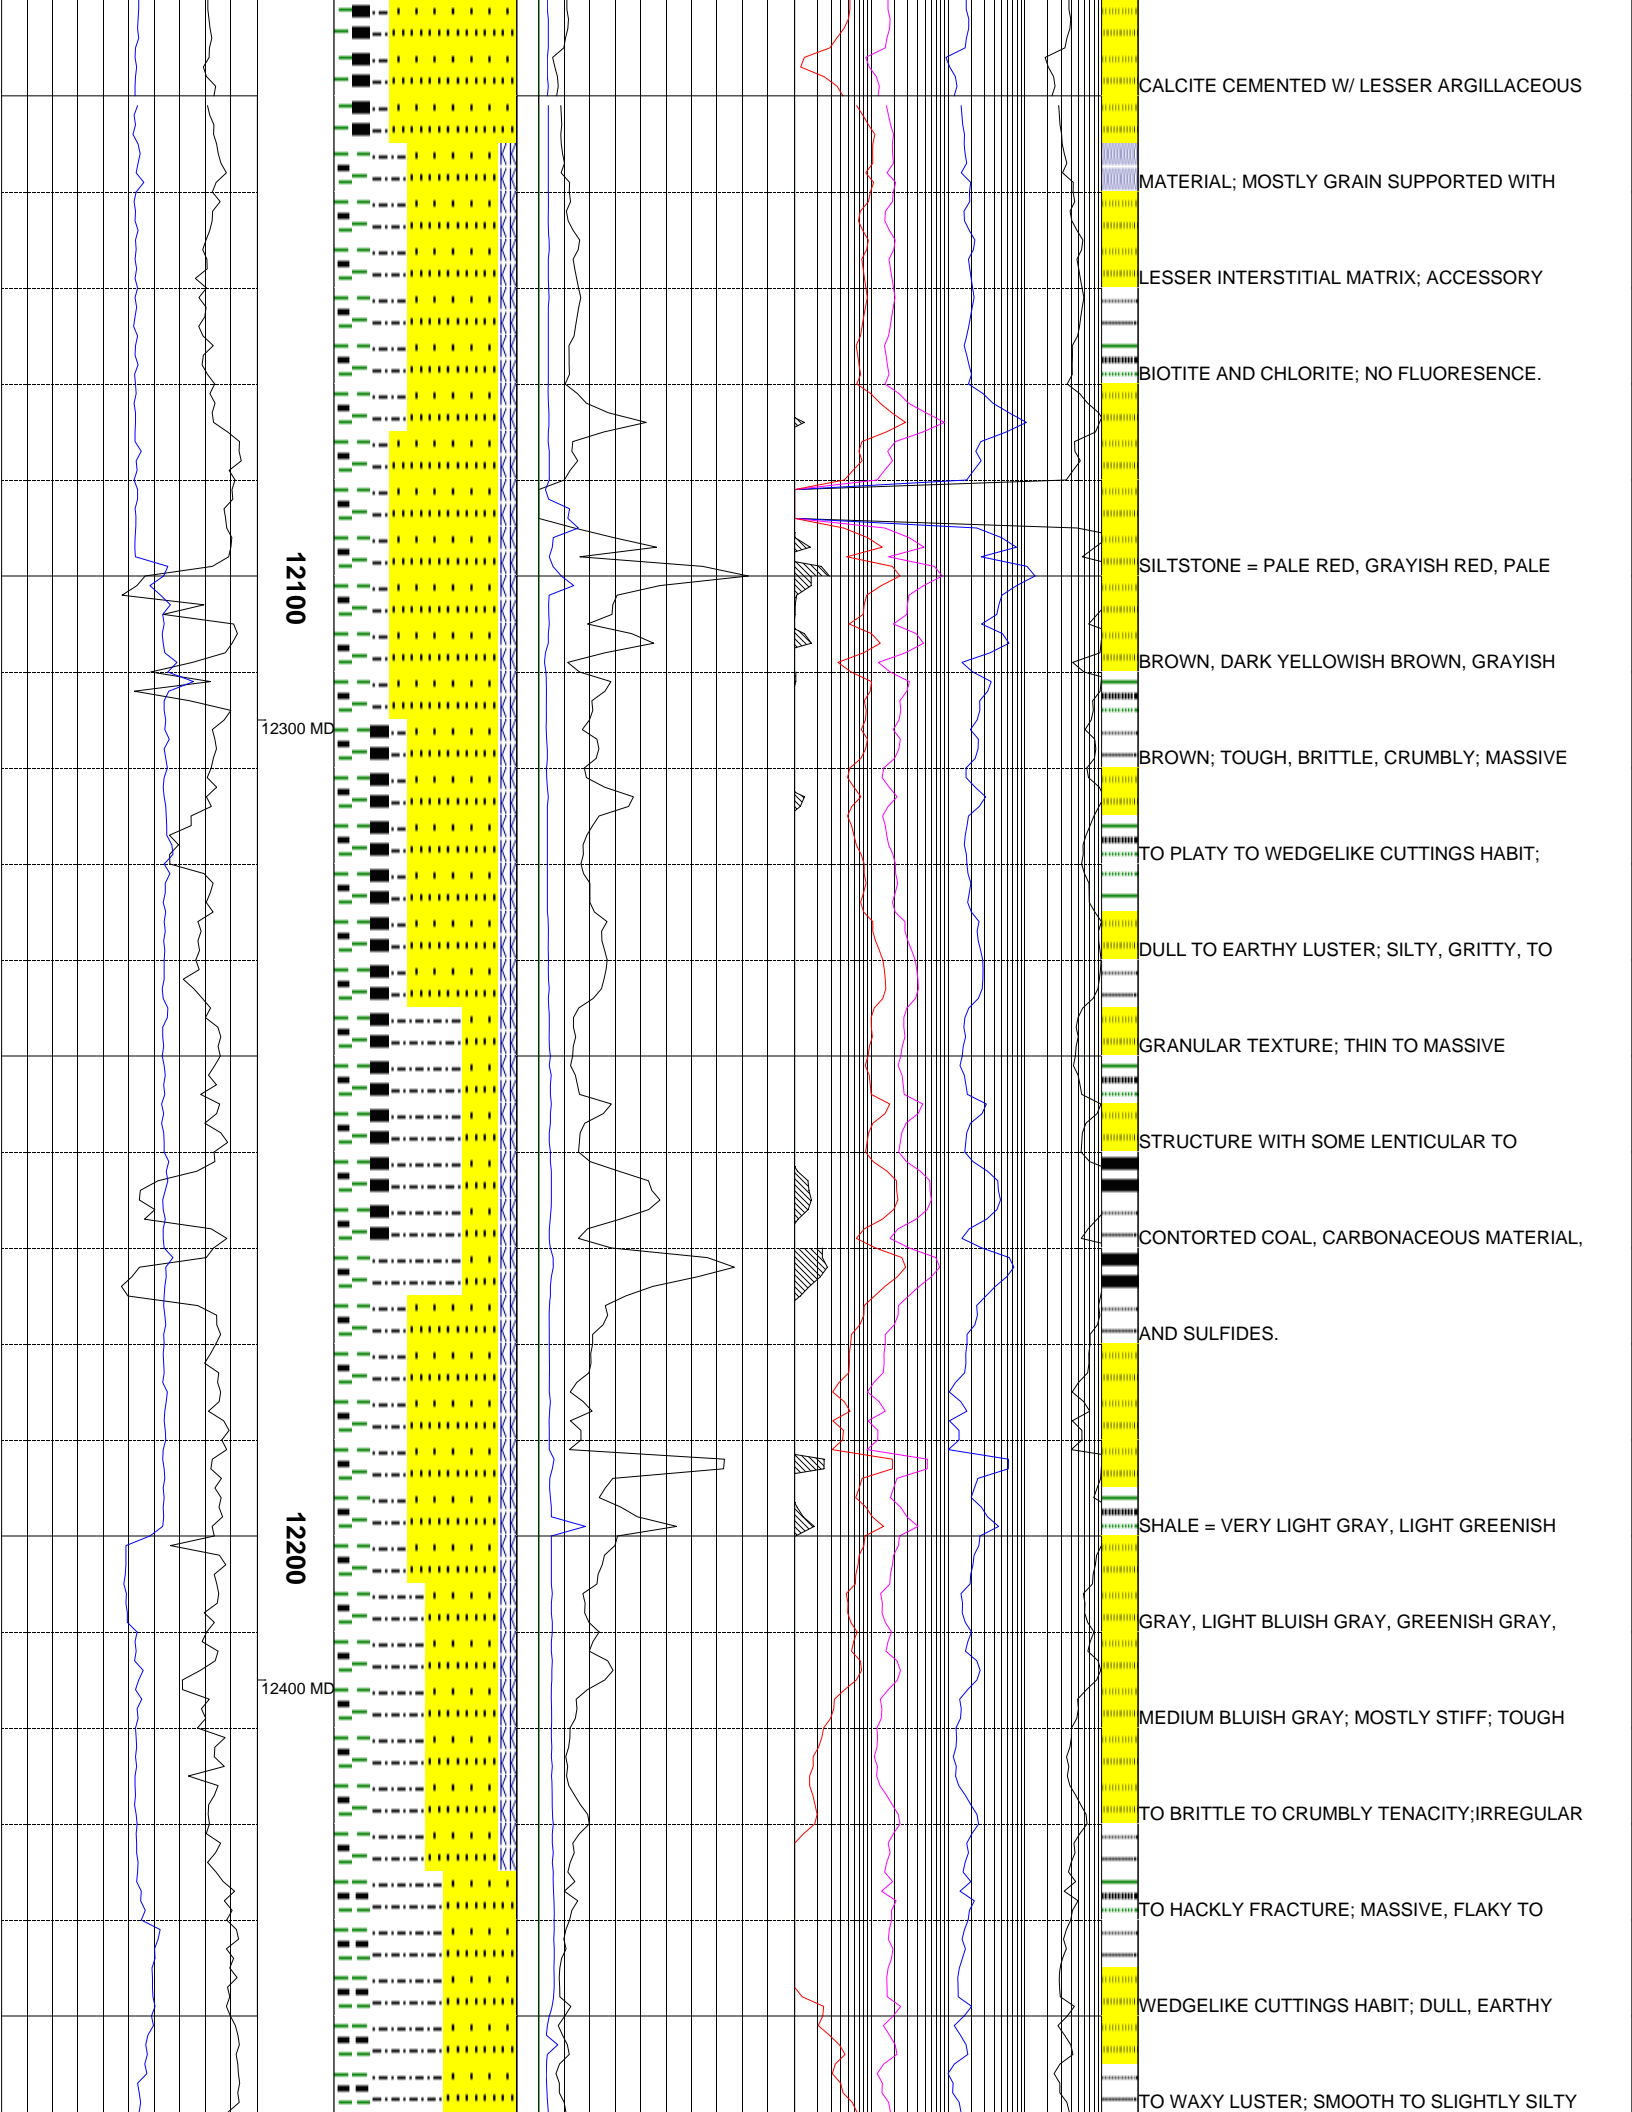 CALCITE CEMENTED W/ LESSER ARGILLACEOUS
MATERIAL; MOSTLY GRAIN SUPPORTED WITH
LESSER INTERSTITIAL MATRIX; ACCESSORY
BIOTITE AND CHLORITE; NO FLUORESENCE.
12100
SILTSTONE = PALE RED, GRAYISH RED, PALE
BROWN, DARK YELLOWISH BROWN, GRAYISH
12300 MD
BROWN; TOUGH, BRITTLE, CRUMBLY; MASSIVE
TO PLATY TO WEDGELIKE CUTTINGS HABIT;
DULL TO EARTHY LUSTER; SILTY, GRITTY, TO
GRANULAR TEXTURE; THIN TO MASSIVE
STRUCTURE WITH SOME LENTICULAR TO
CONTORTED COAL, CARBONACEOUS MATERIAL,
AND SULFIDES.
12200
SHALE = VERY LIGHT GRAY, LIGHT GREENISH
GRAY, LIGHT BLUISH GRAY, GREENISH GRAY,
12400 MD
MEDIUM BLUISH GRAY; MOSTLY STIFF; TOUGH
TO BRITTLE TO CRUMBLY TENACITY;IRREGULAR
TO HACKLY FRACTURE; MASSIVE, FLAKY TO
WEDGELIKE CUTTINGS HABIT; DULL, EARTHY
TO WAXY LUSTER; SMOOTH TO SLIGHTLY SILTY